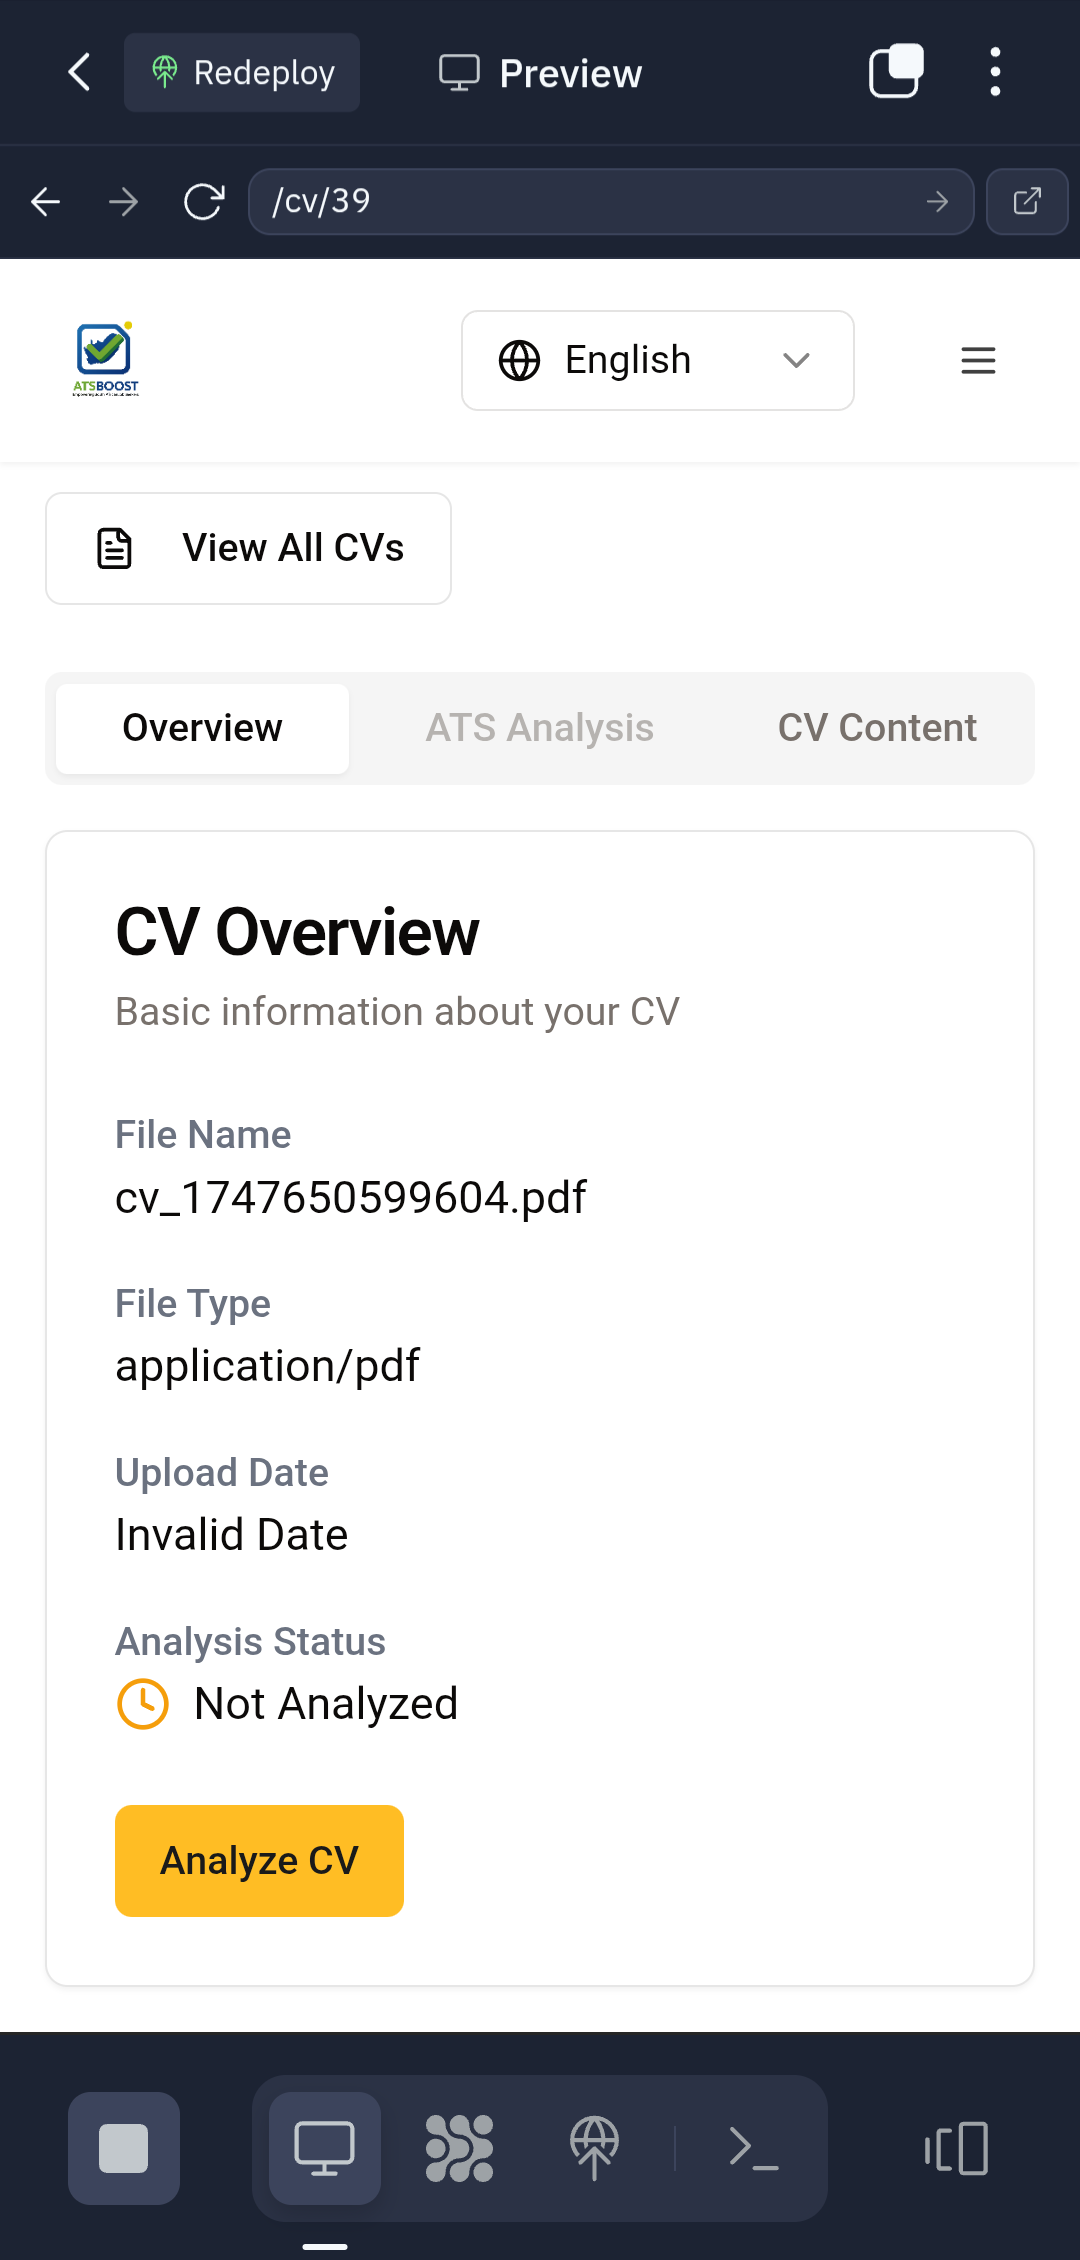 Redeploy
Preview
/cv/39
ATSBOOST
English
View All CVs
Overview
ATS Analysis
CV Content
CV Overview
Basic information about your CV
File Name
cv_1747650599604.pdf
File Type
application/pdf
Upload Date
Invalid Date
Analysis Status
Not Analyzed
Analyze CV